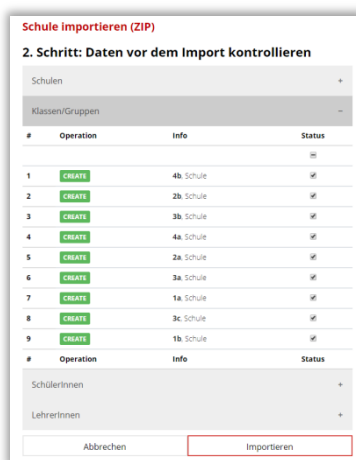 Schule importieren (ZIP)
2. Schritt: Daten vor dem Import kontrollieren
Schulen +
Klassen/Gruppen −
# Operation Info Status
1 CREATE 4b, Schule
2 CREATE 2b, Schule
3 CREATE 3b, Schule
4 CREATE 4a, Schule
5 CREATE 2a, Schule
6 CREATE 3a, Schule
7 CREATE 1a, Schule
8 CREATE 3c, Schule
9 CREATE 1b, Schule
# Operation Info Status
SchülerInnen +
LehrerInnen +
Abbrechen Importieren